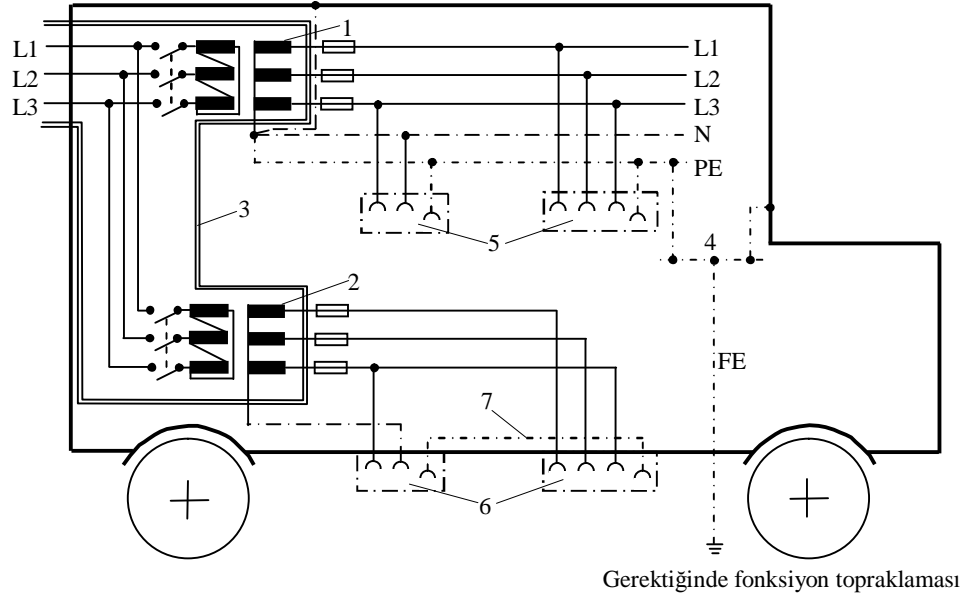 1
L1
L1
L2
L2
L3
L3
N
PE
3
5
4
2
FE
7
6
Gerektiğinde fonksiyon topraklaması